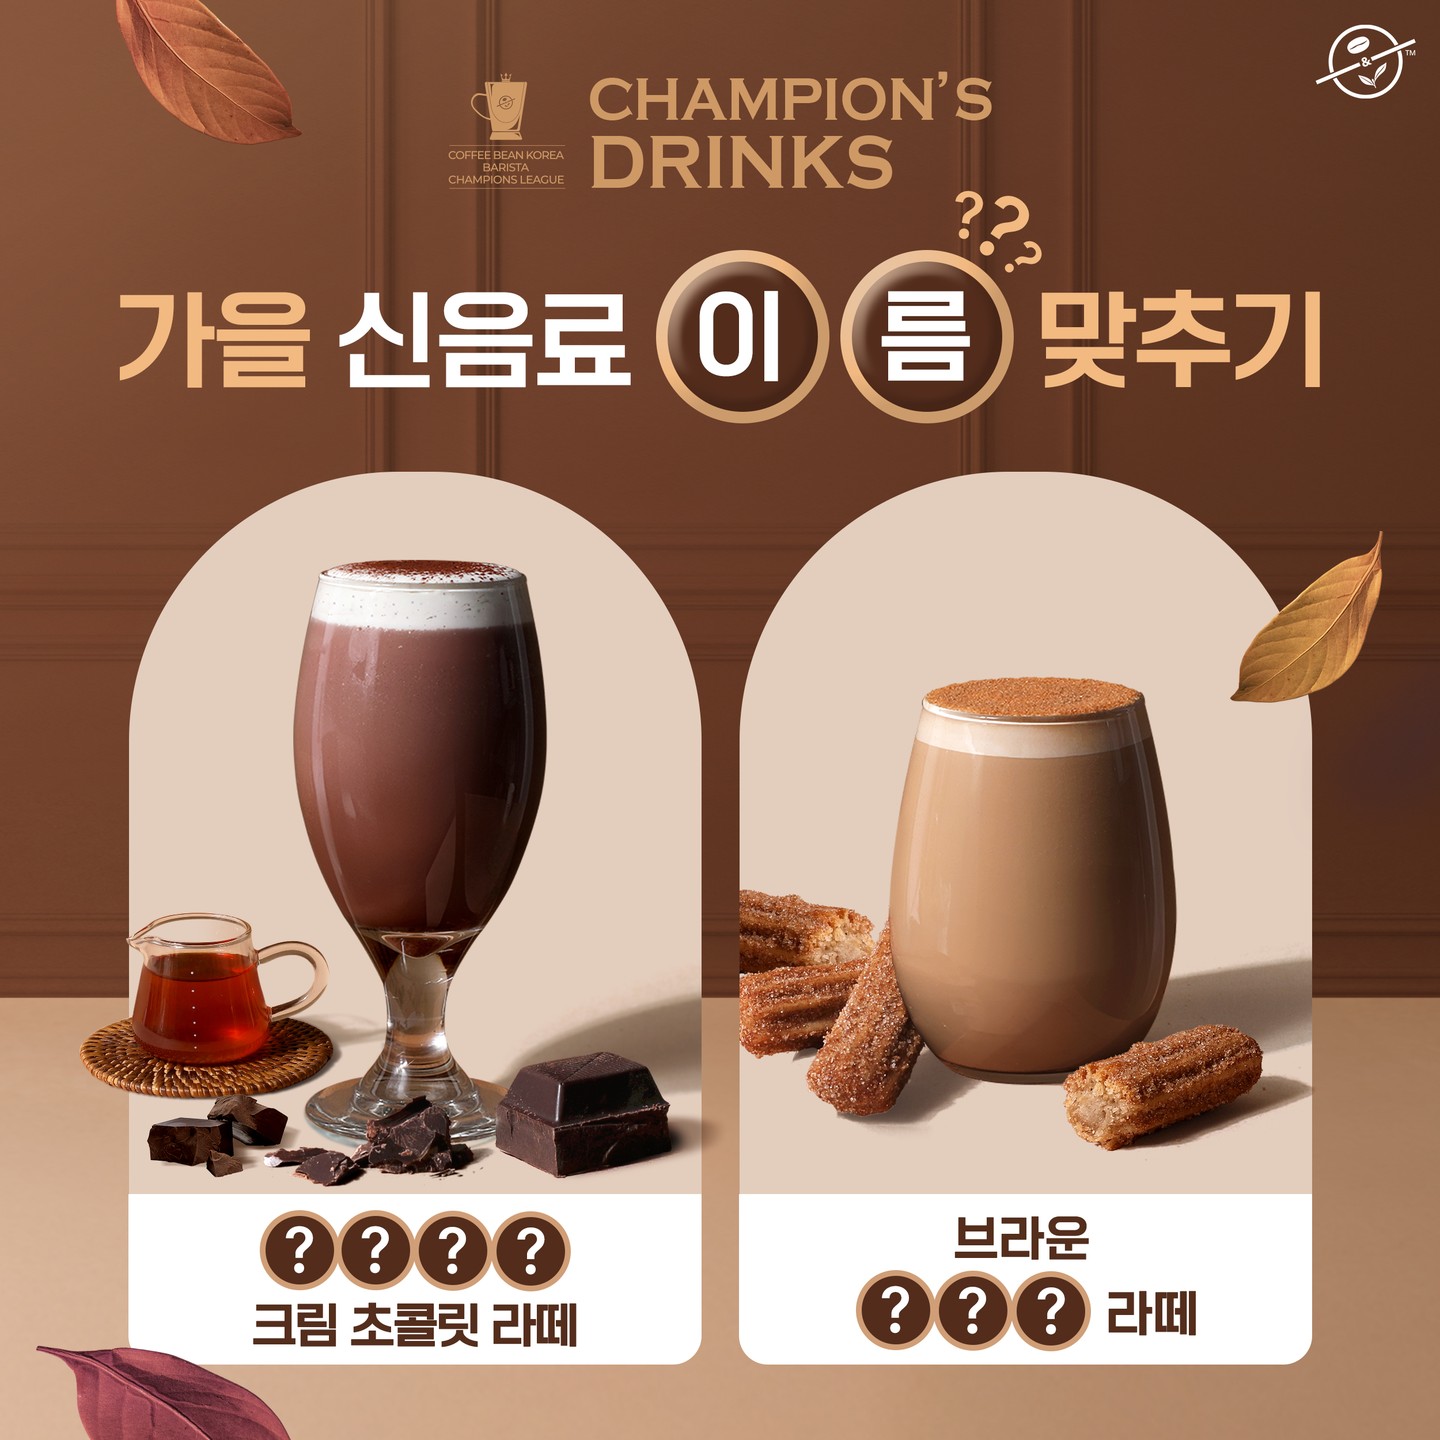 COFFEE BEAN KOREA
BARISTA
CHAMPIONS LEAGUE
CHAMPION'S
DRINKS
???
가을 신음료 이름 맞추기
&
TM
????
크림 초콜릿 라떼
브라운
??? 라떼